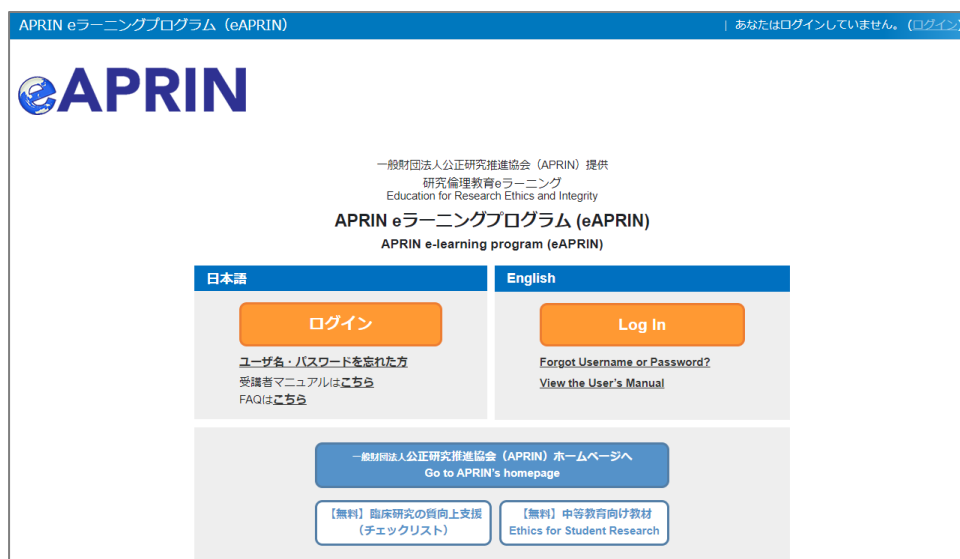 APRIN eラーニングプログラム（eAPRIN）
| あなたはログインしていません。 (ログイン)
eAPRIN
一般財団法人公正研究推進協会（APRIN）提供
研究倫理教育eラーニング
Education for Research Ethics and Integrity
APRIN eラーニングプログラム (eAPRIN)
APRIN e-learning program (eAPRIN)
日本語
ログイン
ユーザ名・パスワードを忘れた方
受講者マニュアルはこちら
FAQはこちら
English
Log In
Forgot Username or Password?
View the User's Manual
一般財団法人公正研究推進協会（APRIN）ホームページへ
Go to APRIN's homepage
【無料】臨床研究の質向上支援
（チェックリスト）
【無料】中等教育向け教材
Ethics for Student Research